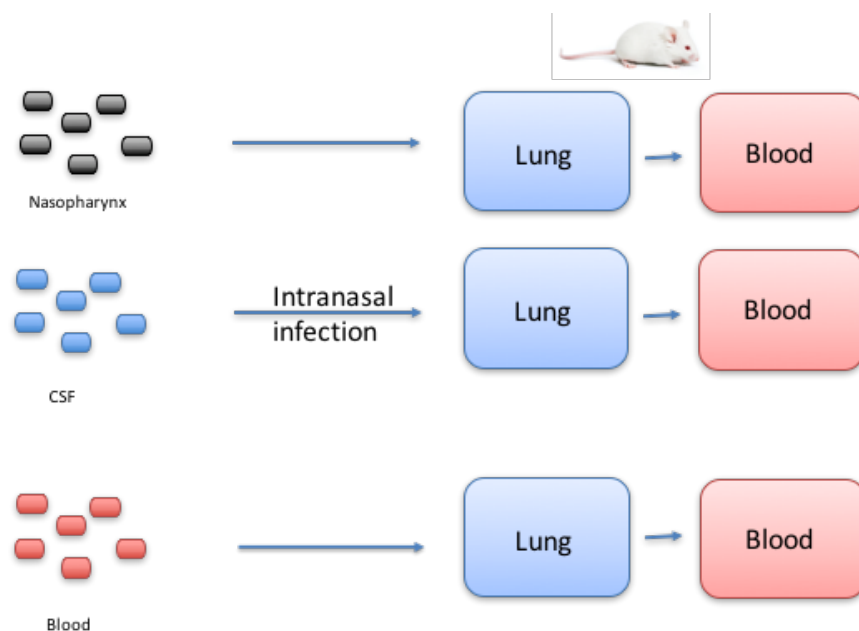 Lung
Blood
Nasopharynx
Intranasal
infection
Lung
Blood
CSF
Lung
Blood
Blood